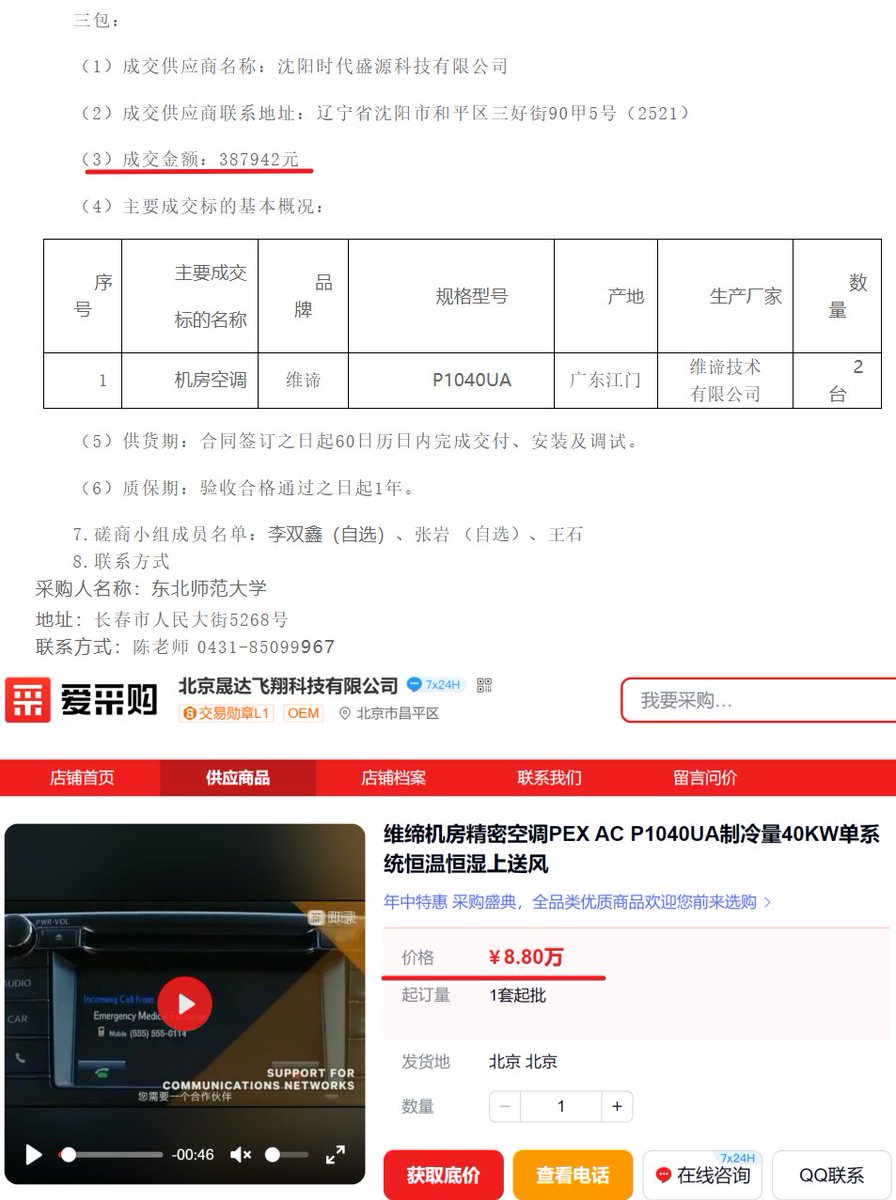 三包：
（1）成交供应商名称：沈阳时代盛源科技有限公司
（2）成交供应商联系地址：辽宁省沈阳市和平区三好街90甲5号（2521）
（3）成交金额：387942元
（4）主要成交标的基本概况：
序号 主要成交标的名称 品牌 规格型号 产地 生产厂家 数量
1 机房空调 维谛 P1040UA 广东江门 维谛技术有限公司 2台
（5）供货期：合同签订之日起60日历日内完成交付、安装及调试。
（6）质保期：验收合格通过之日起1年。
7.磋商小组成员名单：李双鑫（自选）、张岩（自选）、王石
8.联系方式
采购人名称：东北师范大学
地址：长春市人民大街5268号
联系方式：陈老师 0431-85099967
采 爱采购
北京晟达飞翔科技有限公司 7x24H
交易勋章L1 OEM 北京市昌平区
我要采购...
店铺首页 供应商品 店铺档案 联系我们 留言问价
维缔机房精密空调PEX AC P1040UA制冷量40KW单系
统恒温恒湿上送风
年中特惠 采购盛典，全品类优质商品欢迎您前来选购 >
价格 ¥8.80万
起订量 1套起批
发货地 北京 北京
数量 − 1 +
PWR·VOL
AUDIO
CAR
Incoming Call from:
Emergency Medical
Mobile (555) 555-0114
SUPPORT FOR
COMMUNICATIONS NETWORKS
您需要一个合作伙伴
-00:46
获取底价 查看电话 在线咨询 7x24H QQ联系